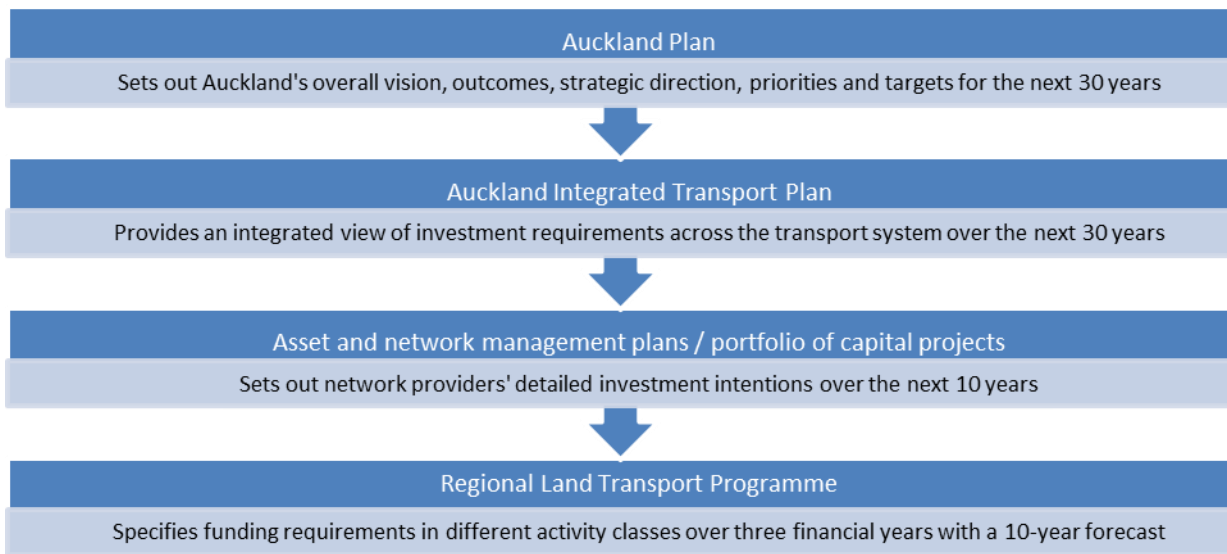 Auckland Plan
Sets out Auckland's overall vision, outcomes, strategic direction, priorities and targets for the next 30 years
Auckland Integrated Transport Plan
Provides an integrated view of investment requirements across the transport system over the next 30 years
Asset and network management plans / portfolio of capital projects
Sets out network providers' detailed investment intentions over the next 10 years
Regional Land Transport Programme
Specifies funding requirements in different activity classes over three financial years with a 10-year forecast